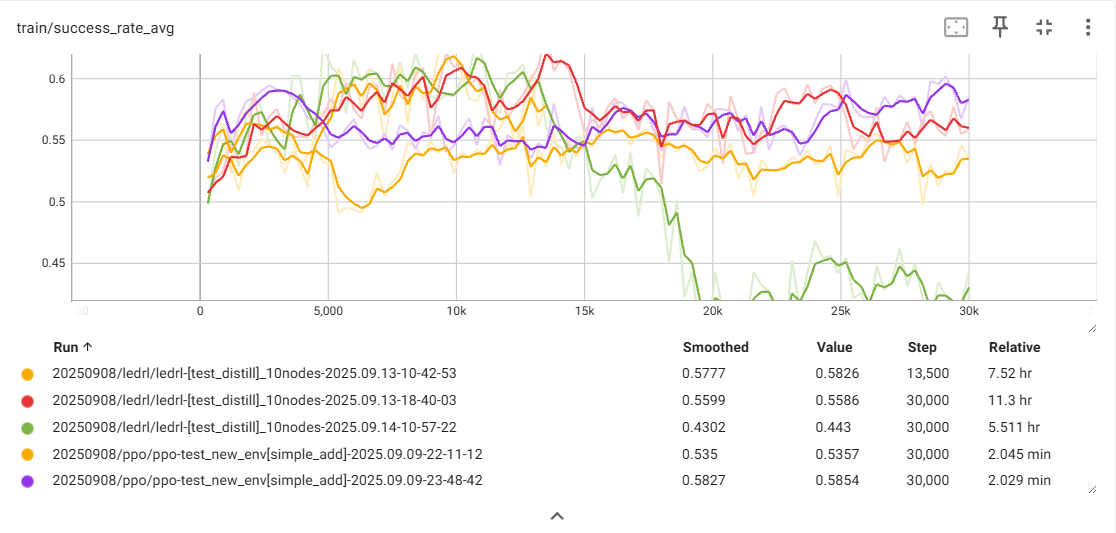 train/success_rate_avg
0.6
0.55
0.5
0.45
0 5,000 10k 15k 20k 25k 30k
Run ↑ Smoothed Value Step Relative
20250908/ledrl/ledrl-[test_distill]_10nodes-2025.09.13-10-42-53 0.5777 0.5826 13,500 7.52 hr
20250908/ledrl/ledrl-[test_distill]_10nodes-2025.09.13-18-40-03 0.5599 0.5586 30,000 11.3 hr
20250908/ledrl/ledrl-[test_distill]_10nodes-2025.09.14-10-57-22 0.4302 0.443 30,000 5.511 hr
20250908/ppo/ppo-test_new_env[simple_add]-2025.09.09-22-11-12 0.535 0.5357 30,000 2.045 min
20250908/ppo/ppo-test_new_env[simple_add]-2025.09.09-23-48-42 0.5827 0.5854 30,000 2.029 min